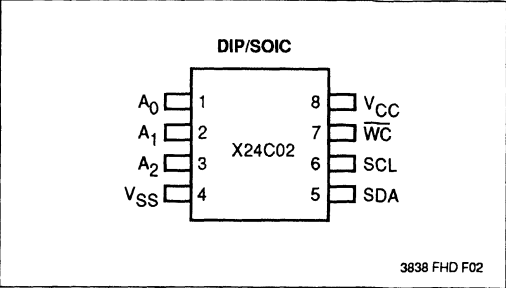 DIP/SOIC
A0 1 8 VCC
A1 2 7 W̅C̅
X24C02
A2 3 6 SCL
VSS 4 5 SDA
3838 FHD F02